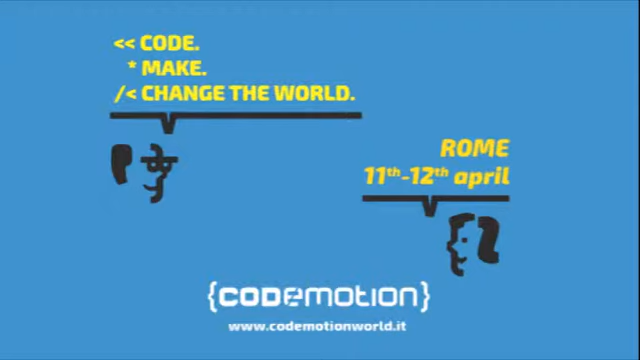 << CODE.
* MAKE.
/< CHANGE THE WORLD.
ROME
11th-12th april
{CODEMOTION}
www.codemotionworld.it